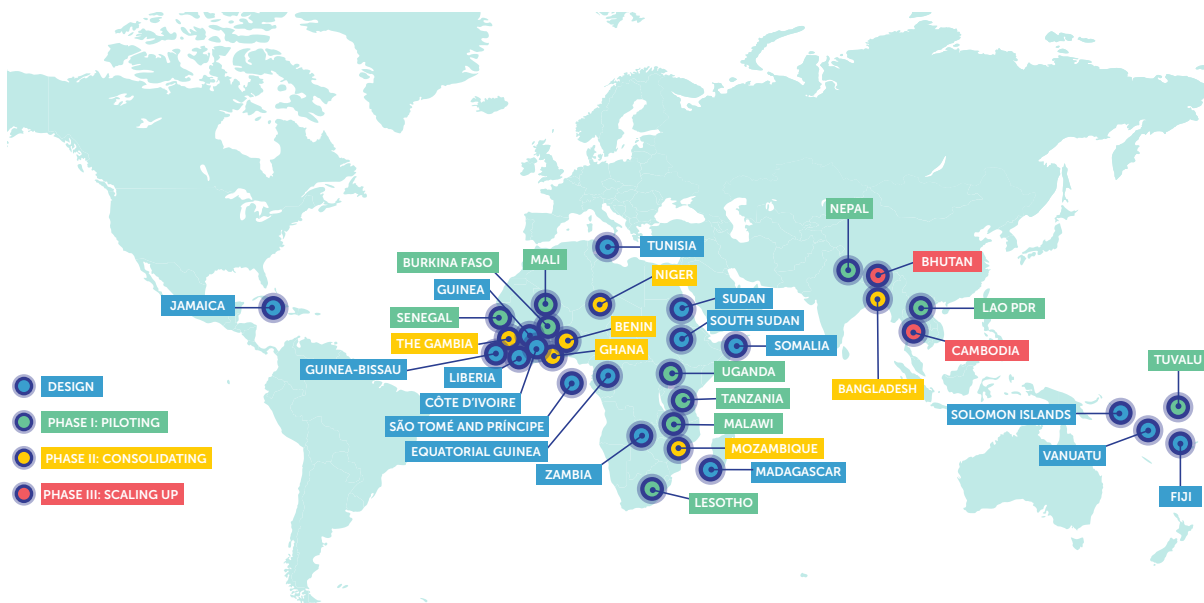 NEPAL
TUNISIA
BURKINA FASO
MALI
BHUTAN
NIGER
GUINEA
JAMAICA
SUDAN
LAO PDR
SENEGAL
SOUTH SUDAN
BENIN
THE GAMBIA
GHANA
SOMALIA
CAMBODIA
TUVALU
GUINEA-BISSAU
LIBERIA
UGANDA
DESIGN
BANGLADESH
TANZANIA
CÔTE D'IVOIRE
SOLOMON ISLANDS
PHASE I: PILOTING
SÃO TOMÉ AND PRÍNCIPE
MALAWI
EQUATORIAL GUINEA
MOZAMBIQUE
VANUATU
PHASE II: CONSOLIDATING
ZAMBIA
MADAGASCAR
PHASE III: SCALING UP
FIJI
LESOTHO